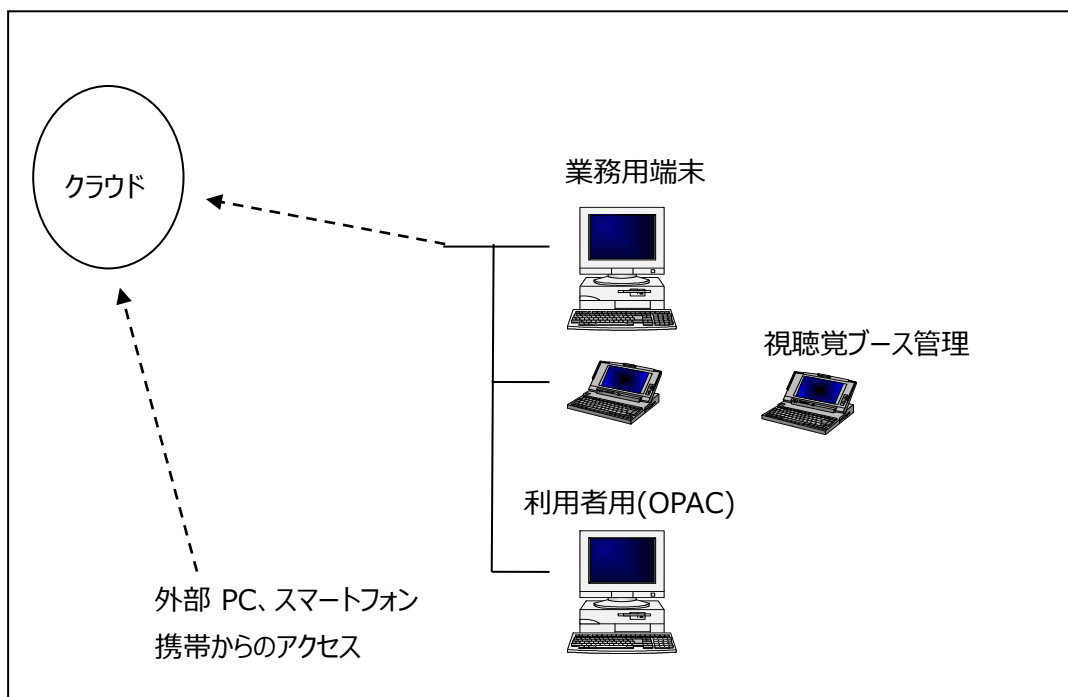 業務用端末
クラウド
視聴覚ブース管理
利用者用(OPAC)
外部 PC、スマートフォン
携帯からのアクセス